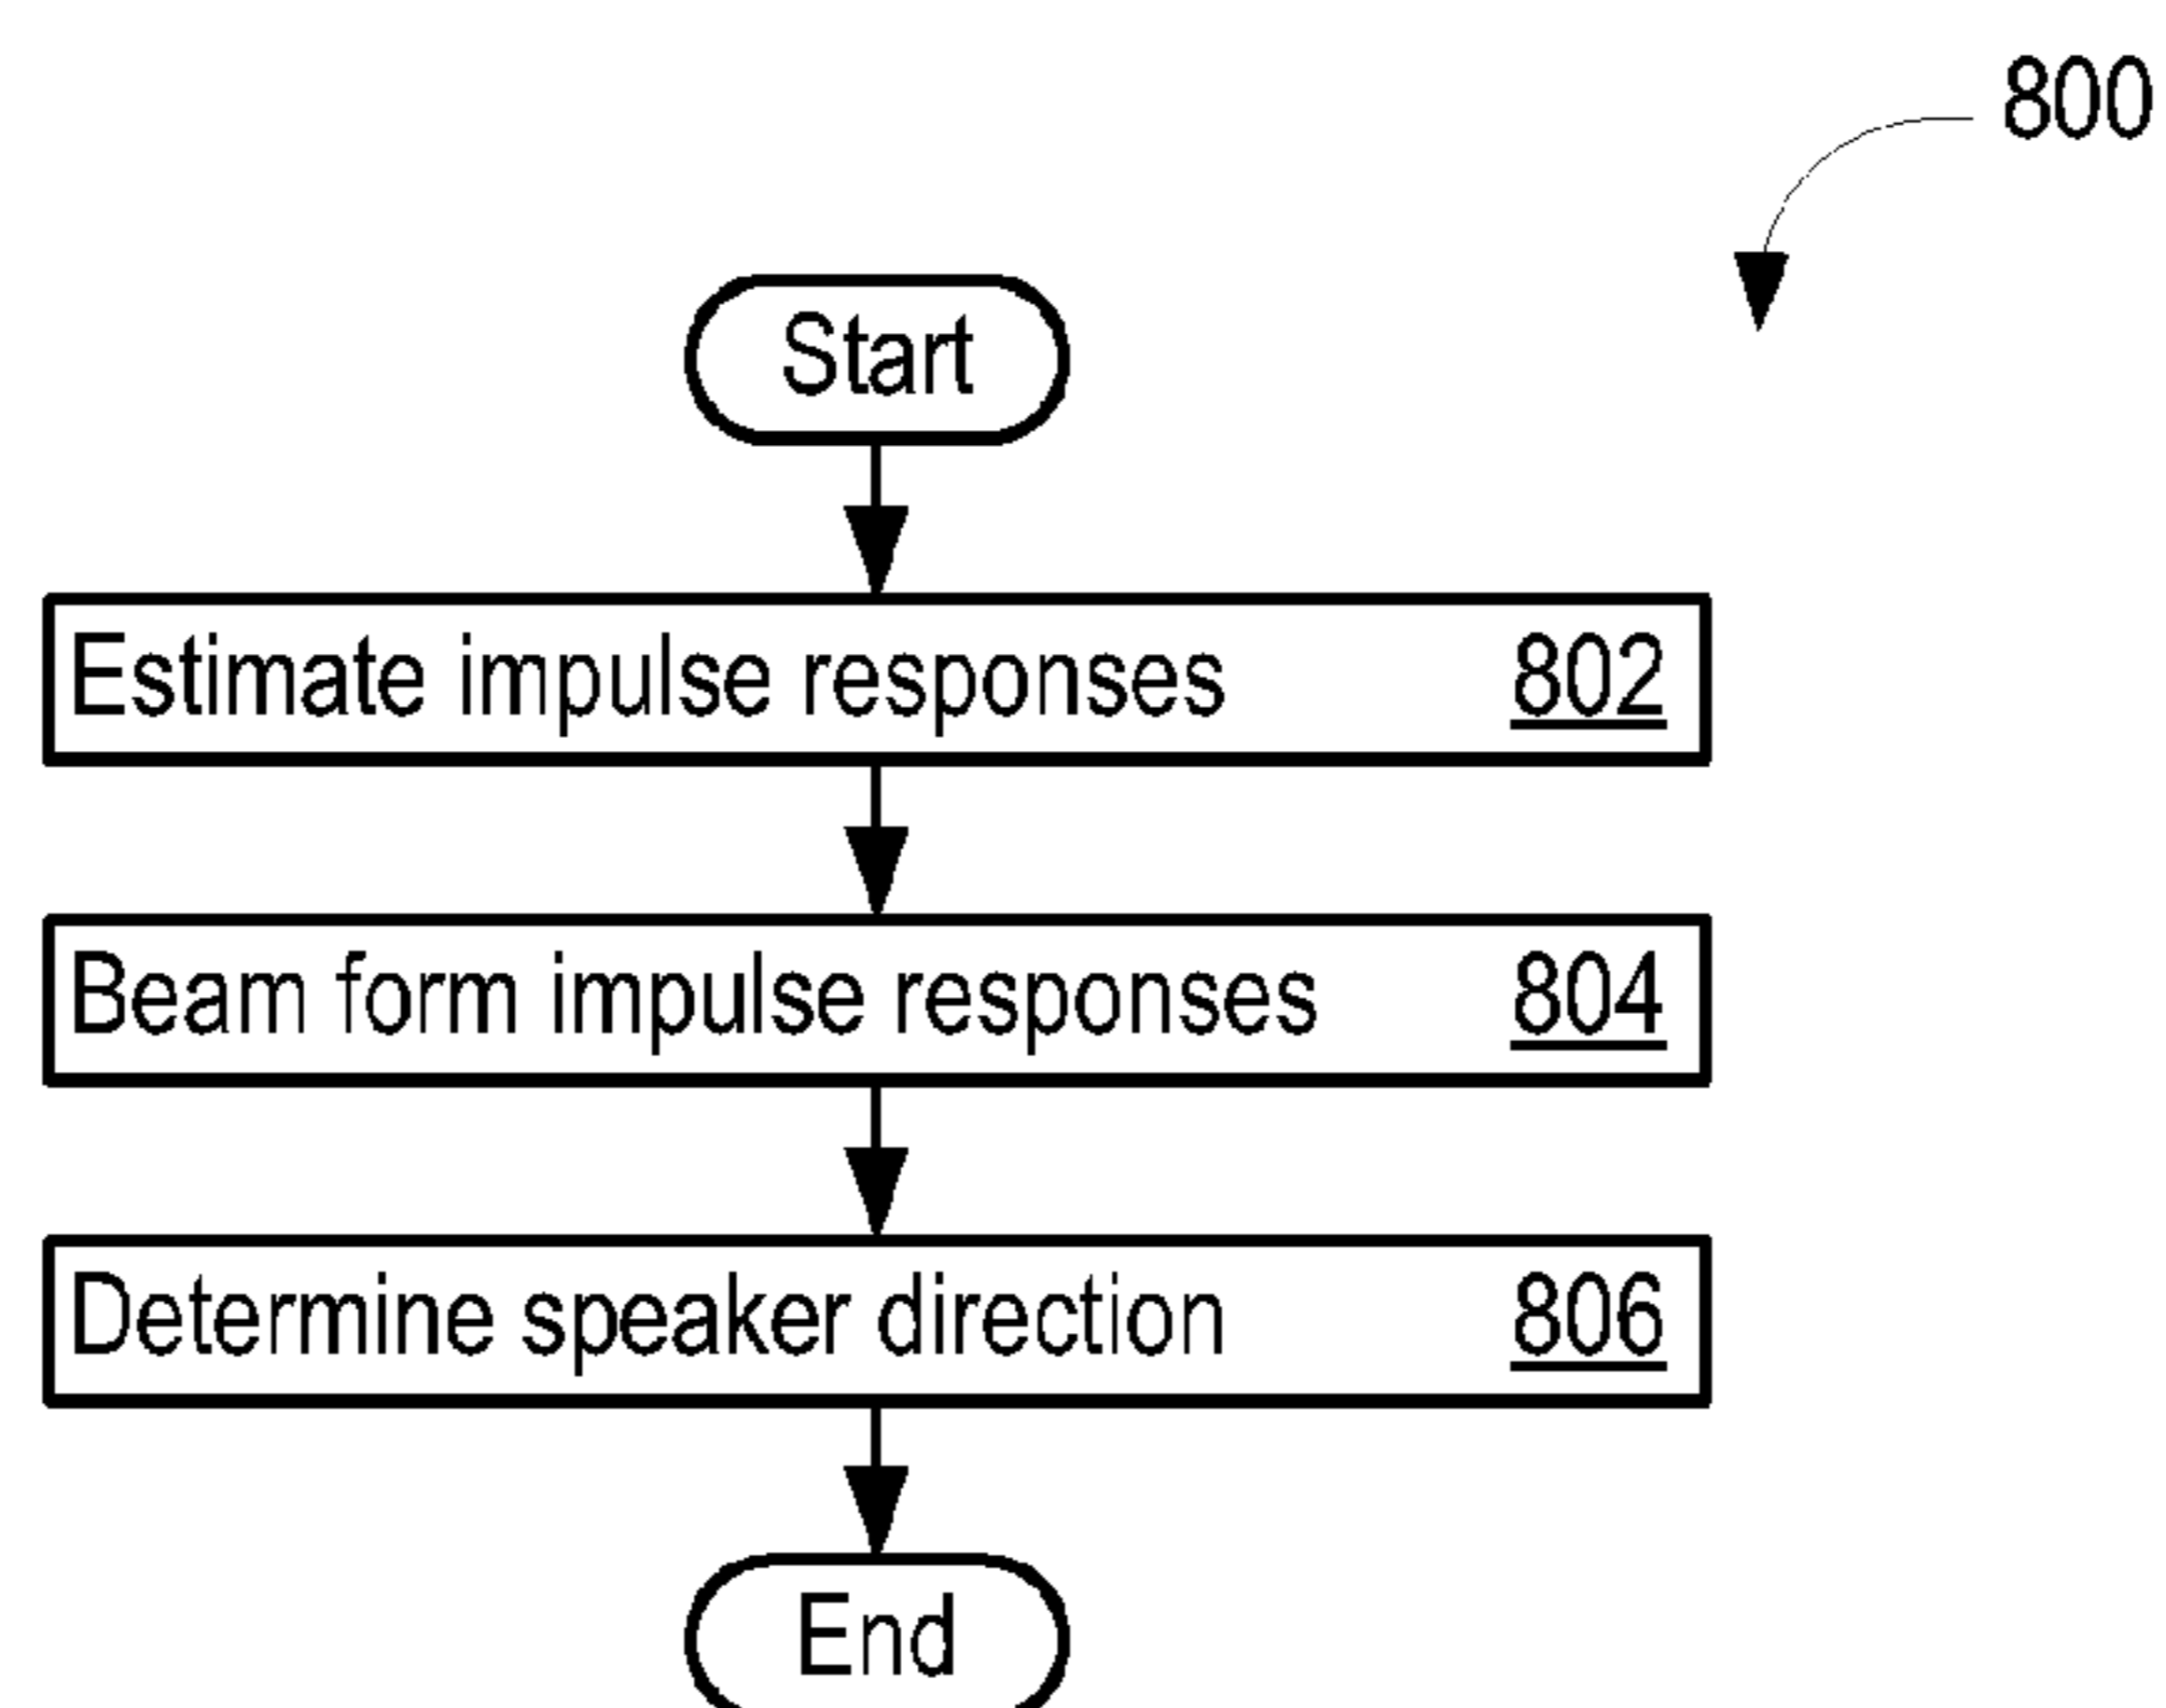 800
Start
Estimate impulse responses 802
Beam form impulse responses 804
Determine speaker direction 806
End